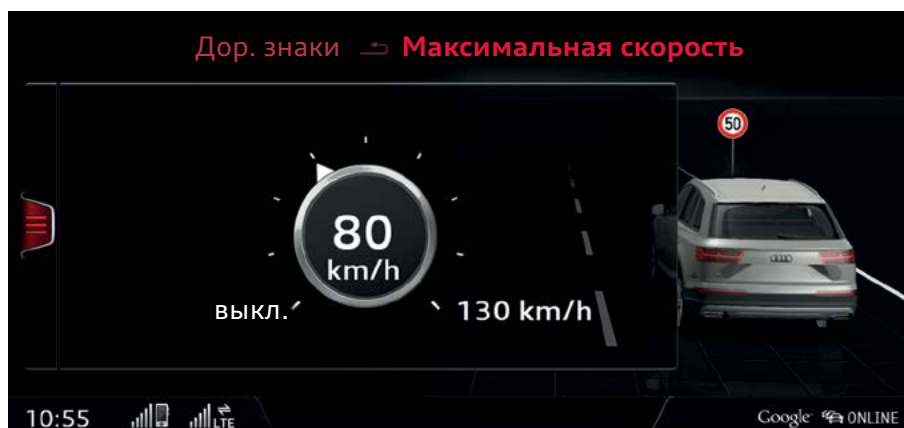 Дор. знаки Максимальная скорость
50
80
km/h
выкл.
130 km/h
10:55 LTE Google ONLINE